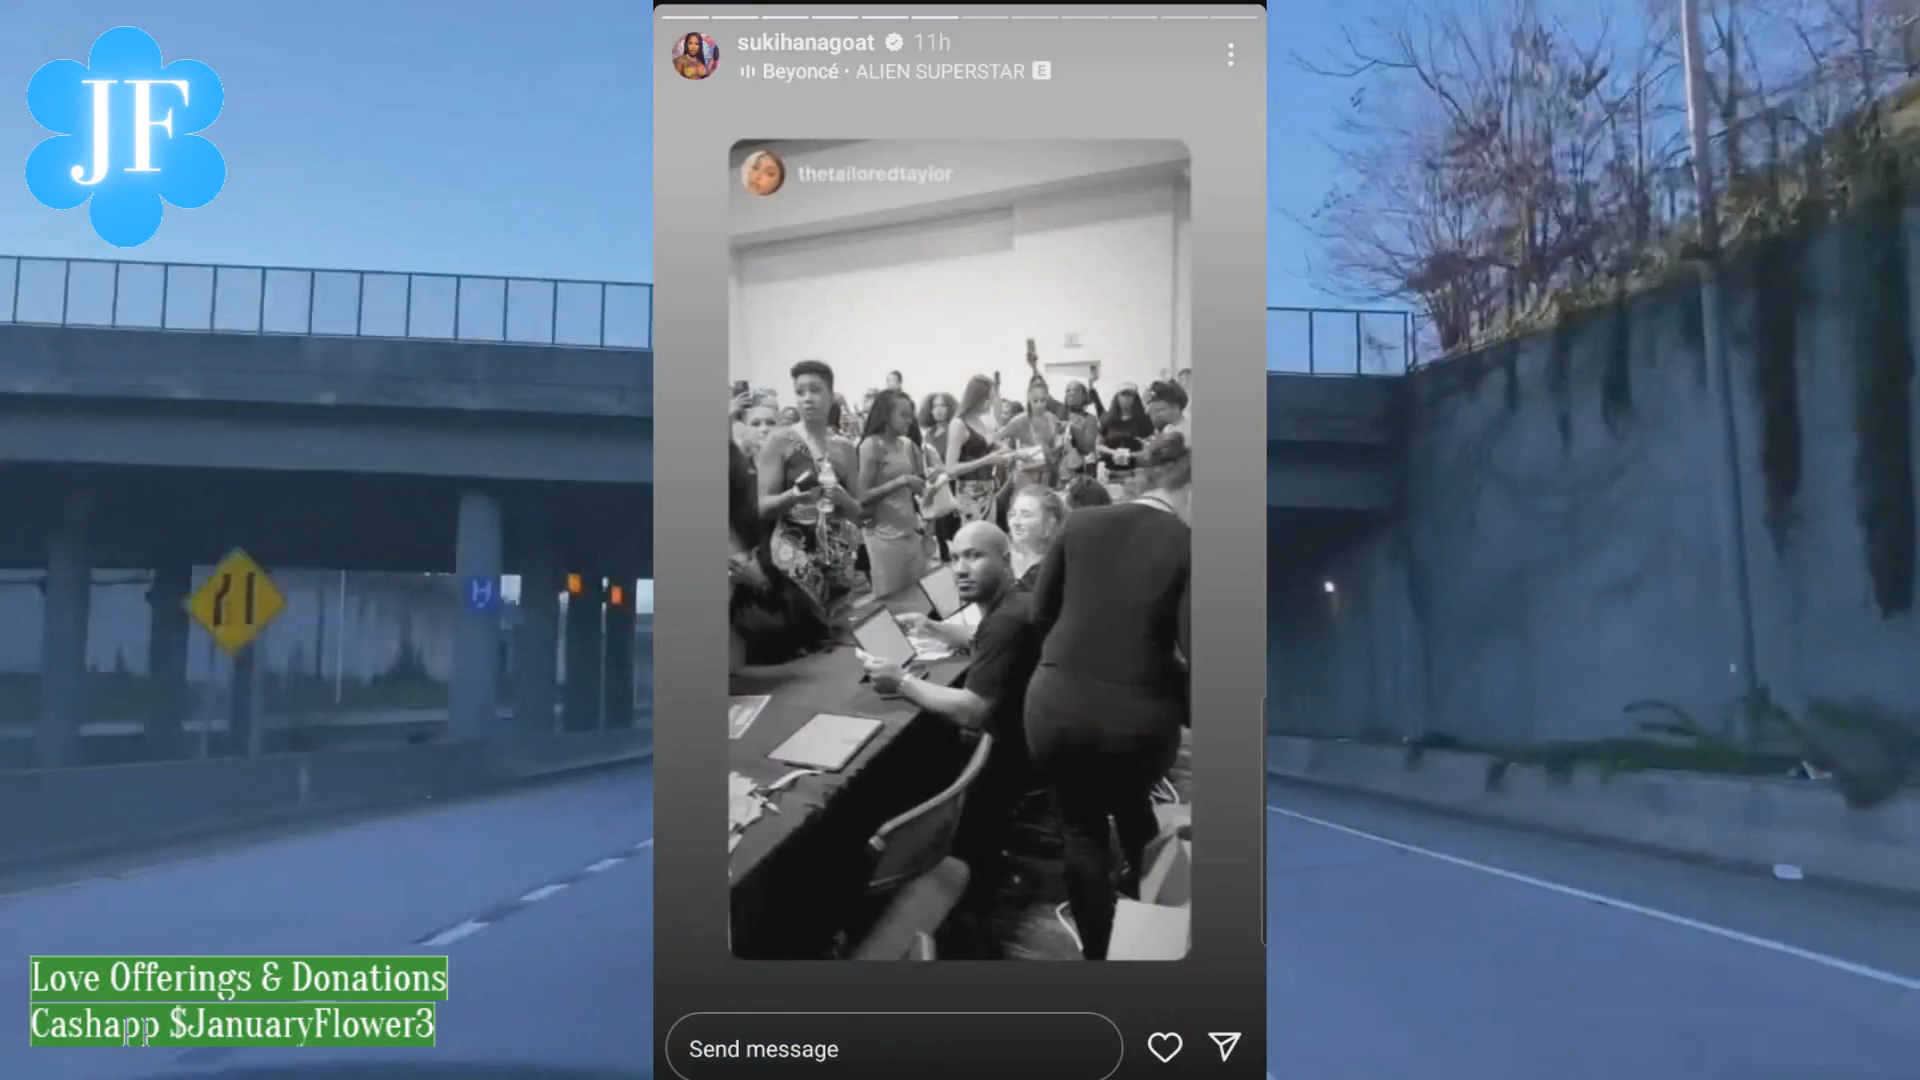 JF
sukihanagoat 11h
Beyoncé • ALIEN SUPERSTAR E
thetailoredtaylor
H
Love Offerings & Donations
Cashapp $JanuaryFlower3
Send message